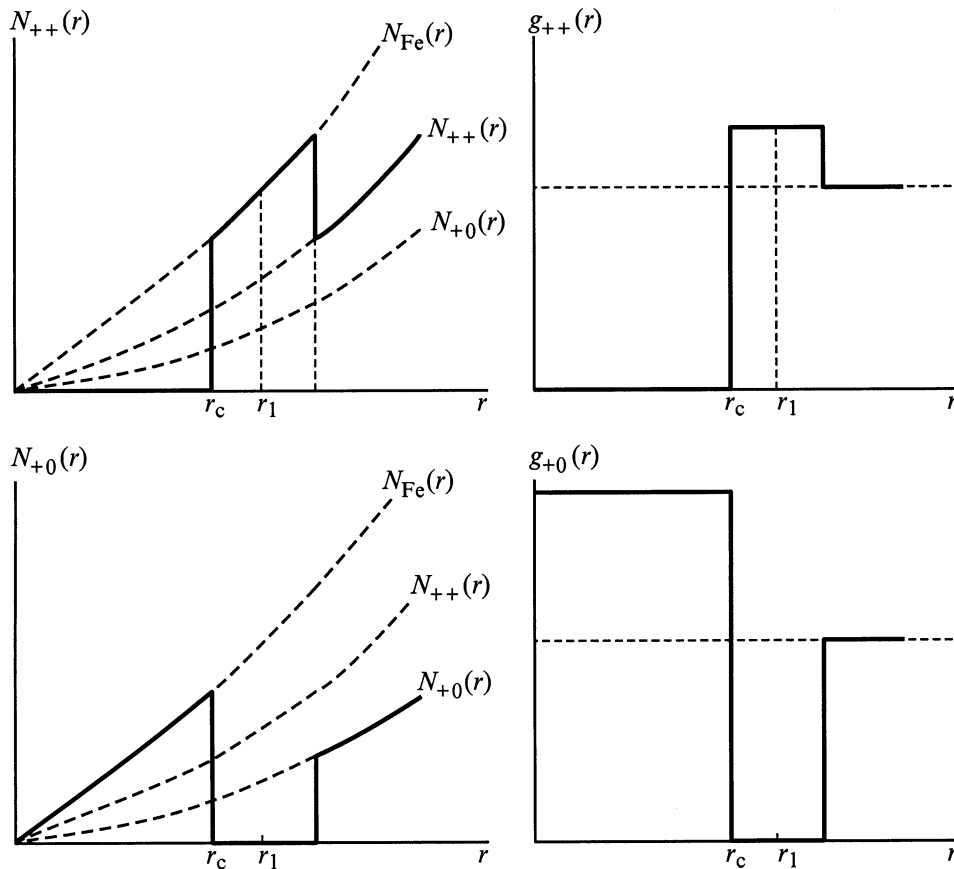 N++(r)
NFe(r)
N++(r)
N+0(r)
rc r1 r
g++(r)
rc r1 r
N+0(r)
NFe(r)
N++(r)
N+0(r)
rc r1 r
g+0(r)
rc r1 r